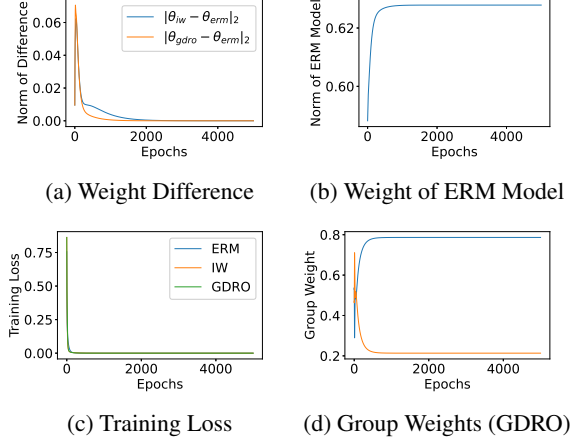 Norm of Difference
0.06
0.04
0.02
0.00
|θ_iw − θ_erm|_2
|θ_gdro − θ_erm|_2
0 2000 4000
Epochs
(a) Weight Difference
Norm of ERM Model
0.62
0.60
0 2000 4000
Epochs
(b) Weight of ERM Model
Training Loss
0.75
0.50
0.25
0.00
ERM
IW
GDRO
0 2000 4000
Epochs
(c) Training Loss
Group Weight
0.8
0.6
0.4
0.2
0 2000 4000
Epochs
(d) Group Weights (GDRO)